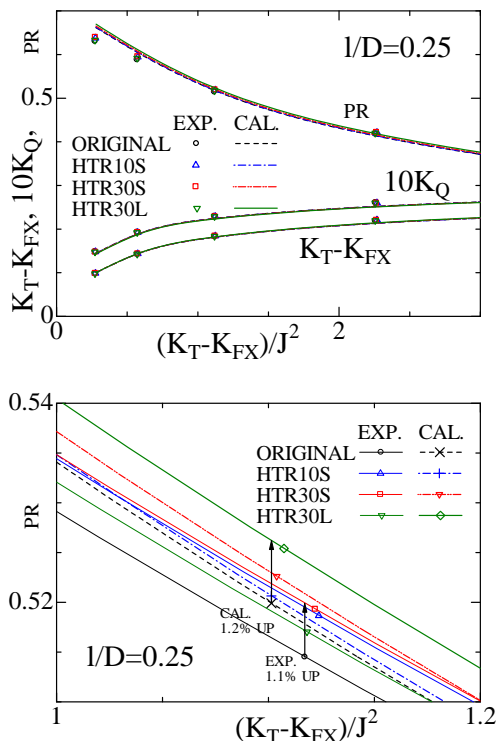 l/D=0.25
PR
0.5
PR
EXP. CAL.
ORIGINAL
HTR10S
HTR30S
HTR30L
10K_Q
K_T-K_FX
K_T-K_FX, 10K_Q
0
0 2
(K_T-K_FX)/J^2
0.54
EXP. CAL.
ORIGINAL
HTR10S
HTR30S
HTR30L
PR
0.52
CAL.
1.2% UP
EXP.
1.1% UP
l/D=0.25
1 1.2
(K_T-K_FX)/J^2